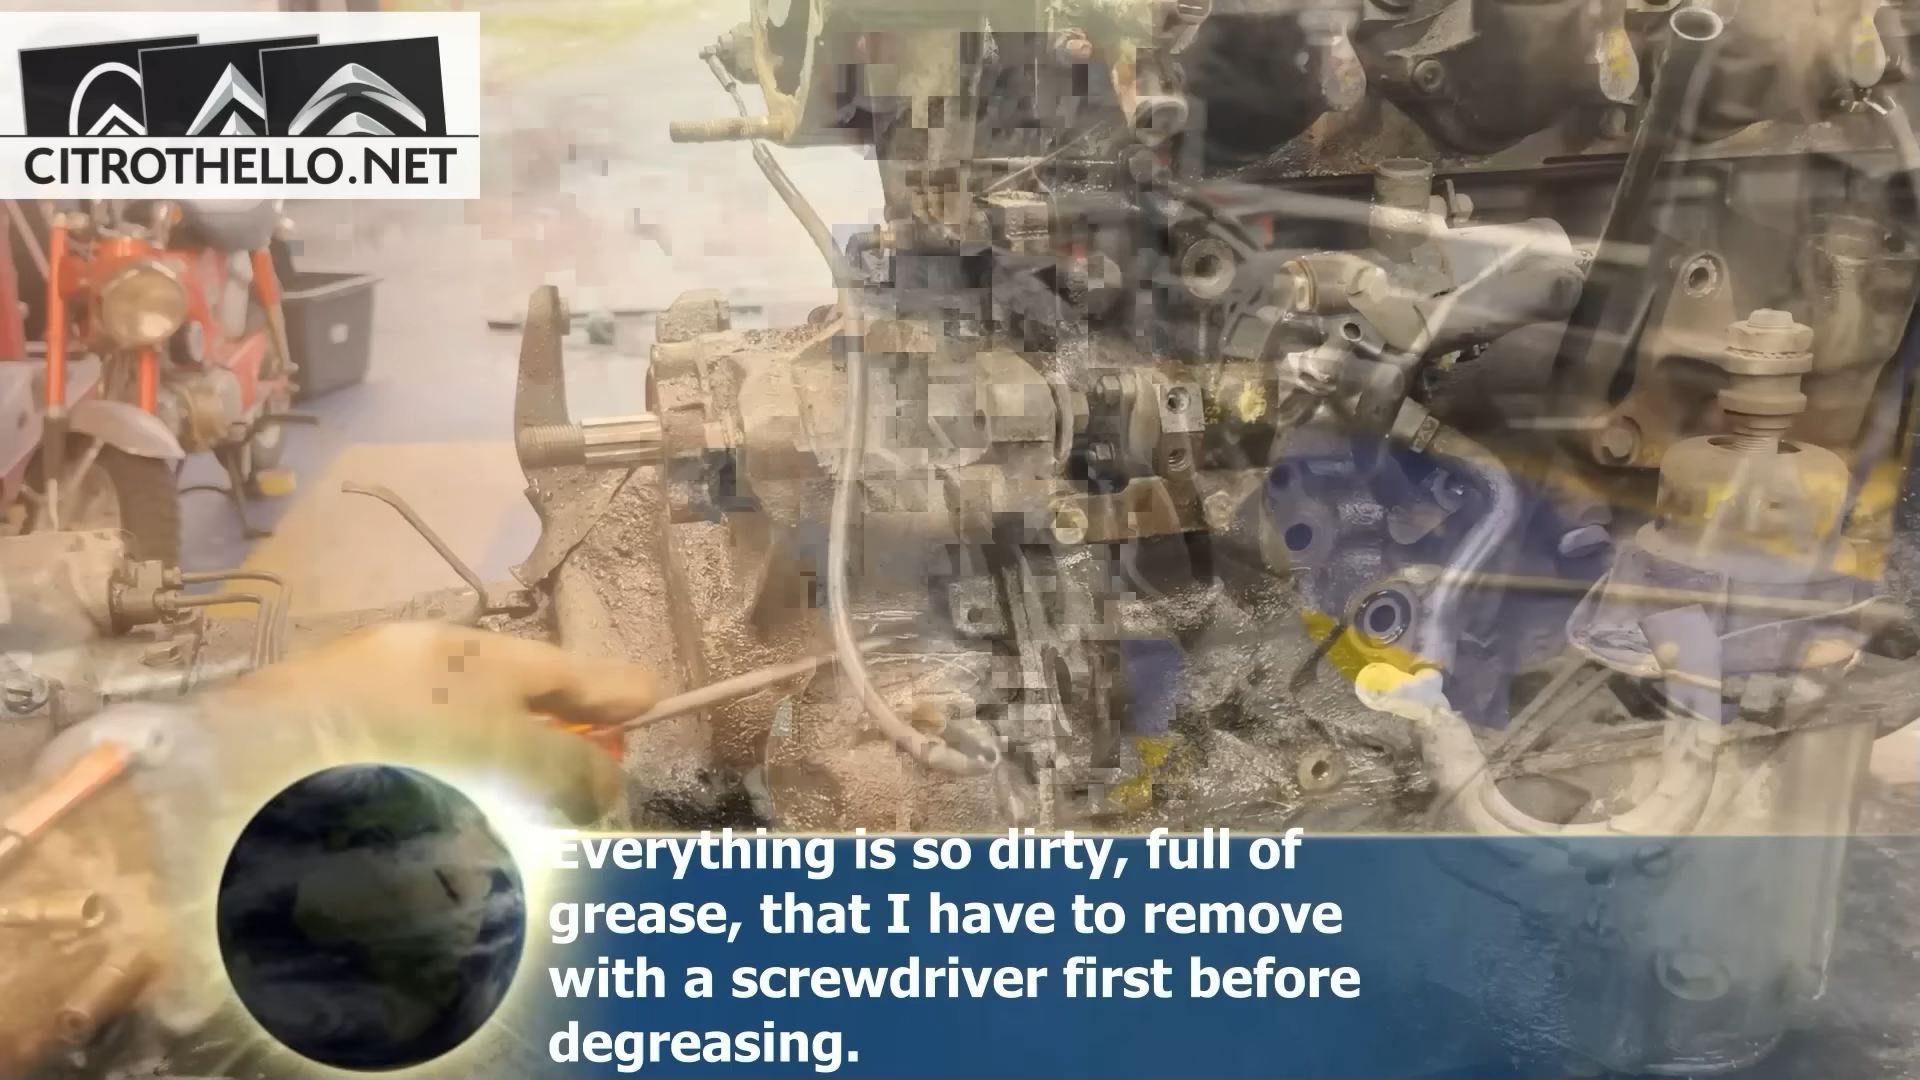 CITROTHELLO.NET
Everything is so dirty, full of
grease, that I have to remove
with a screwdriver first before
degreasing.